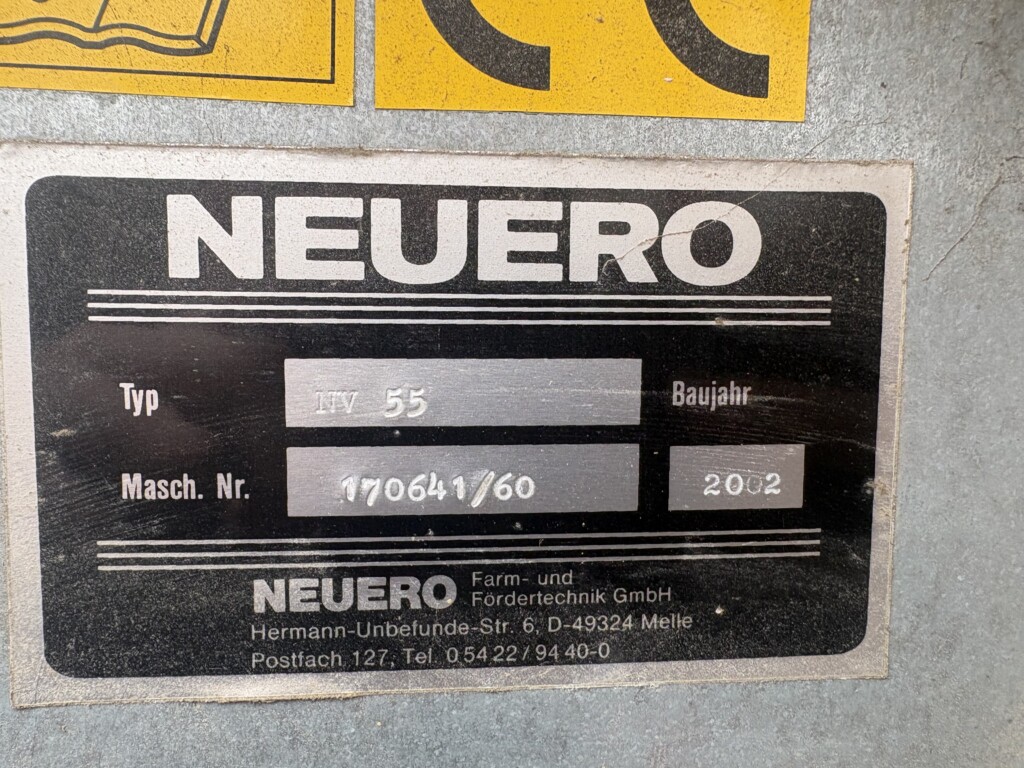 NEUERO
Typ NV 55 Baujahr
Masch. Nr. 170641/60 2002
NEUERO Farm- und
Fördertechnik GmbH
Hermann-Unbefunde-Str. 6, D-49324 Melle
Postfach 127, Tel. 0 54 22 / 94 40-0